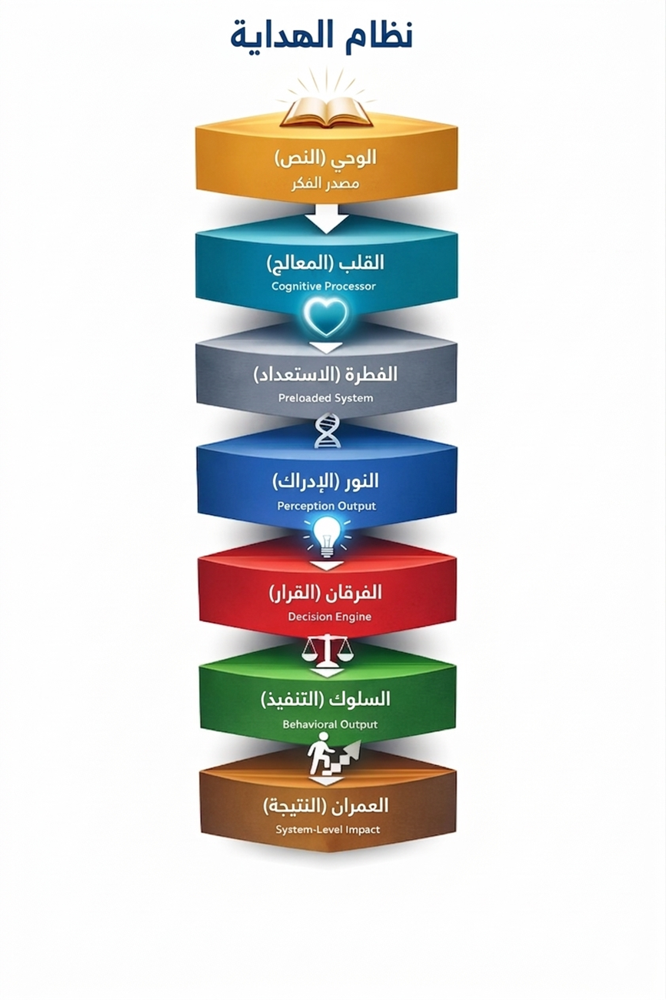 نظام الهداية
الوحي (النص)
مصدر الفكر
القلب (المعالج)
Cognitive Processor
الفطرة (الاستعداد)
Preloaded System
النور (الإدراك)
Perception Output
الفرقان (القرار)
Decision Engine
السلوك (التنفيذ)
Behavioral Output
العمران (النتيجة)
System-Level Impact